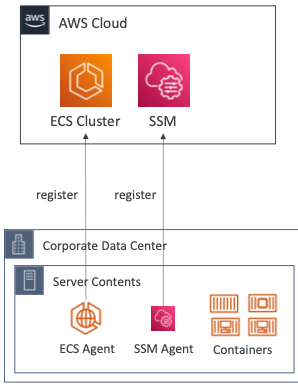 aws
AWS Cloud
ECS Cluster
SSM
register
register
Corporate Data Center
Server Contents
ECS Agent
SSM Agent
Containers